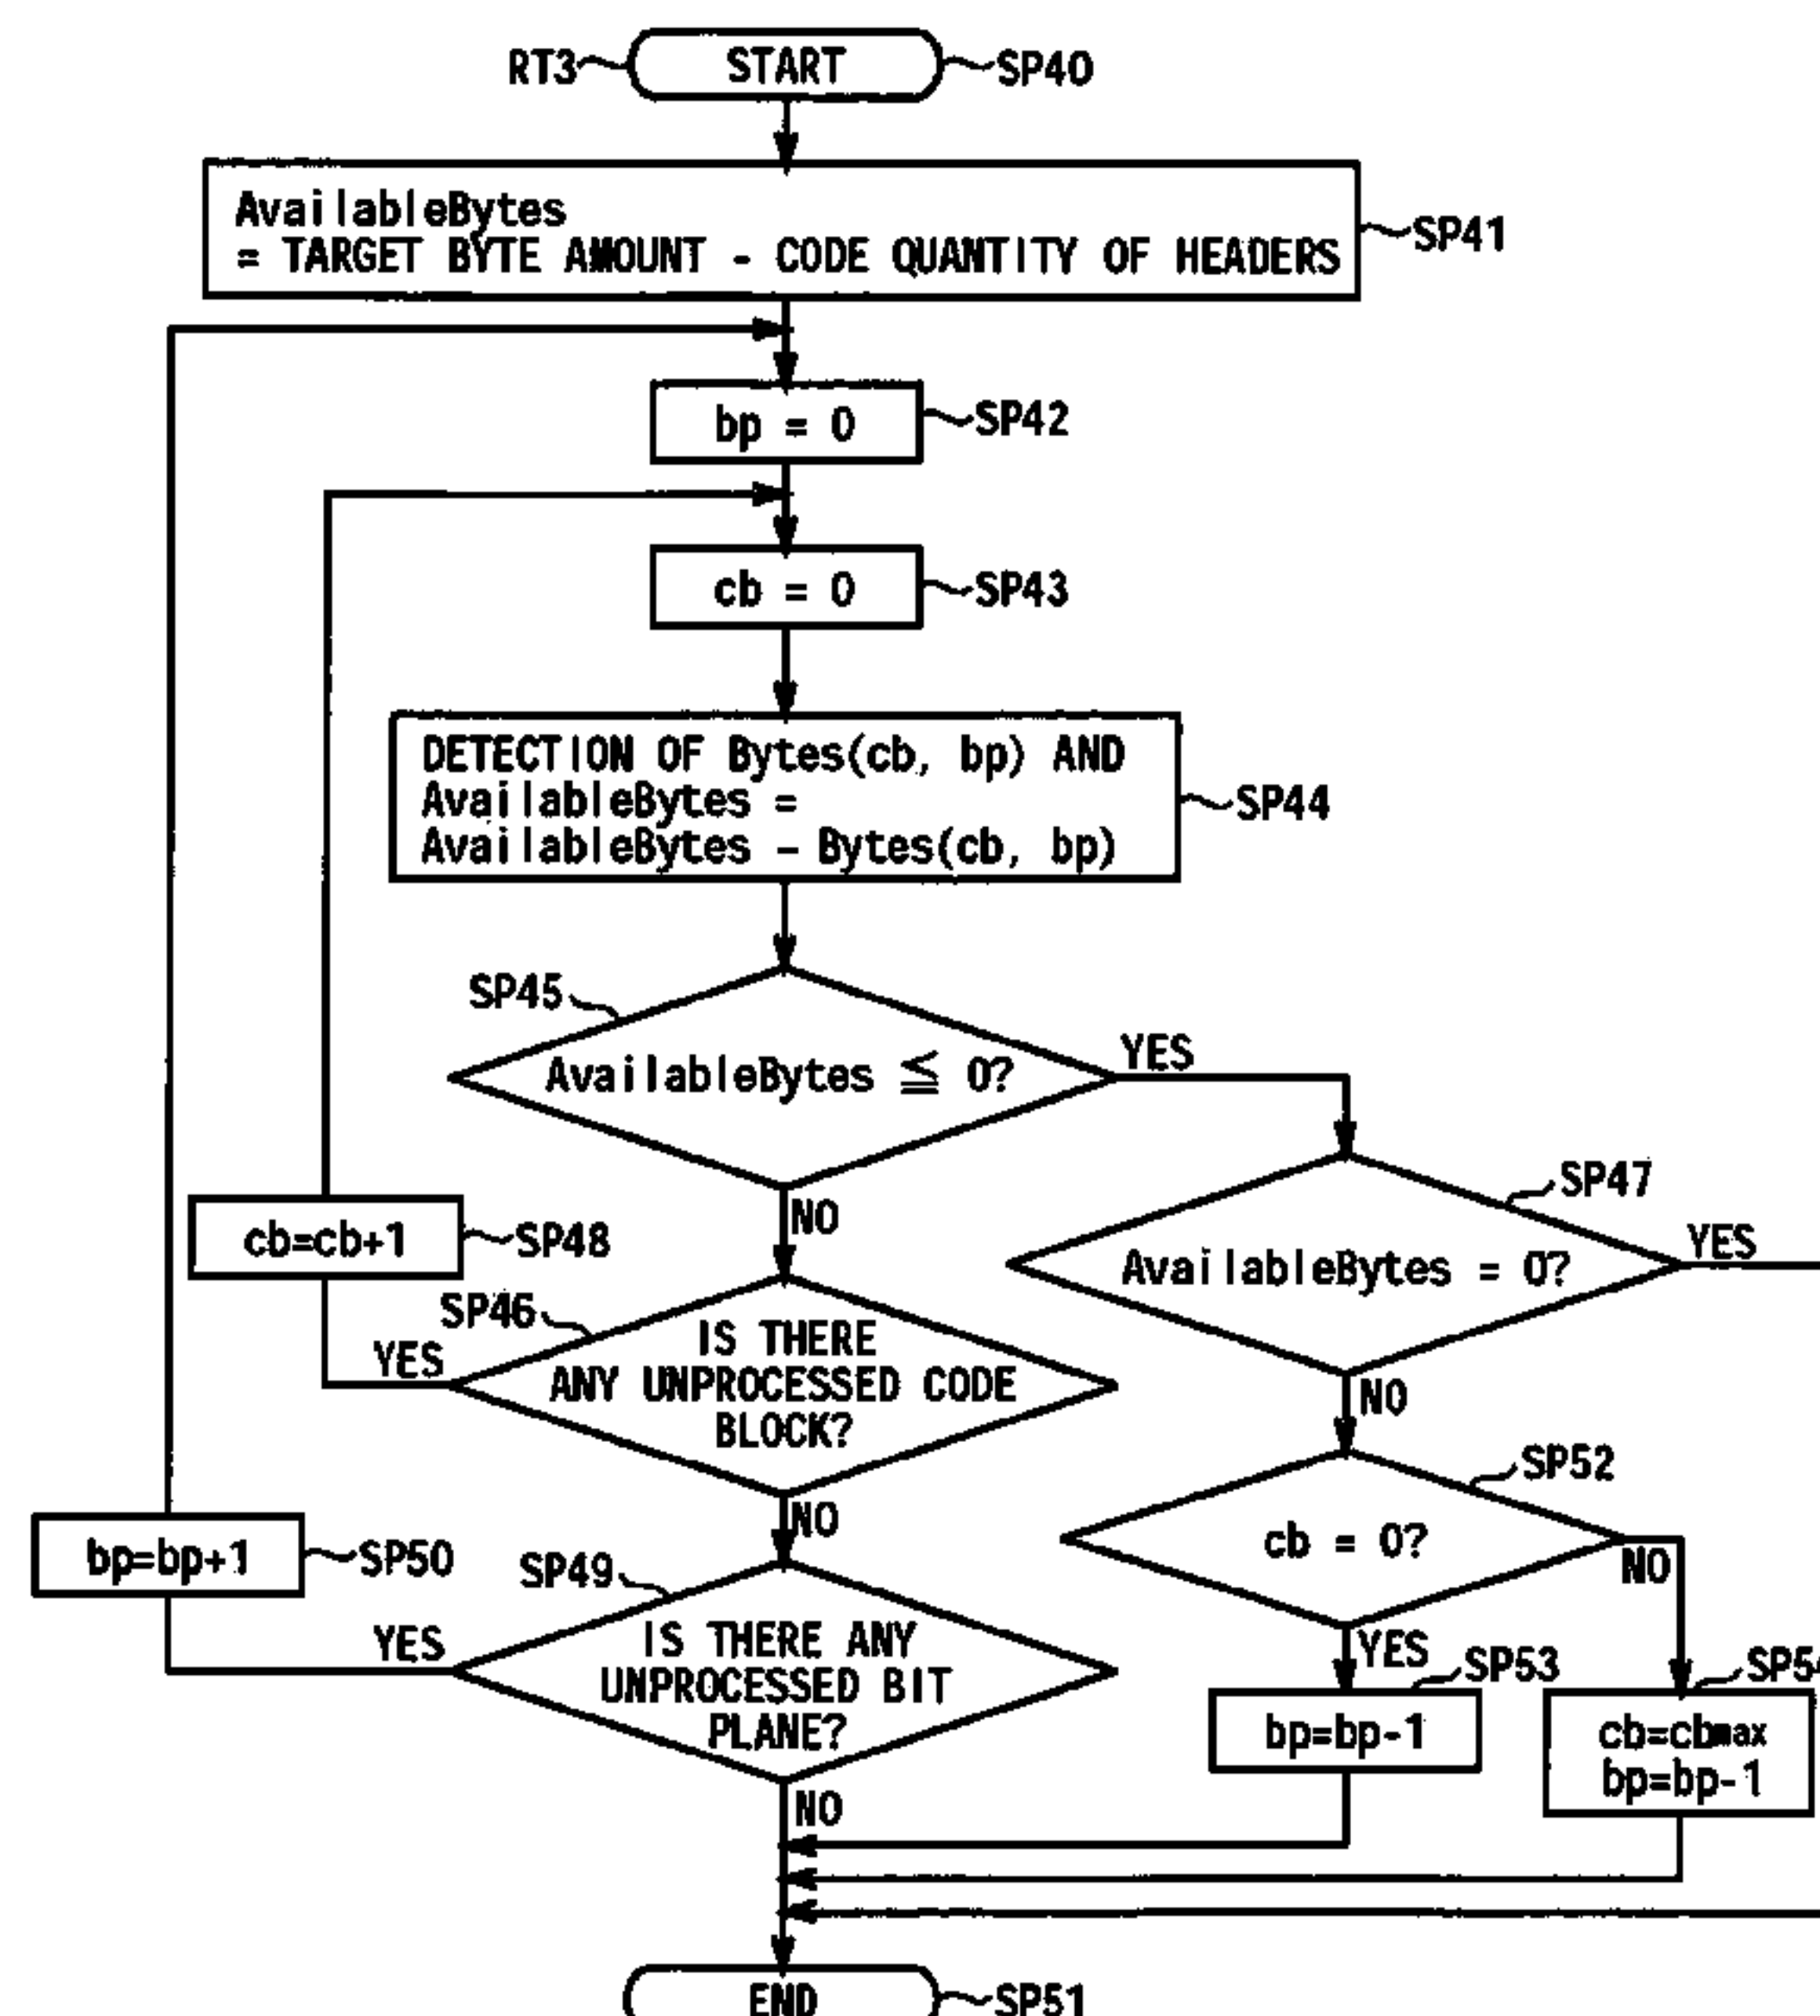 RT3
START
SP40
AvailableBytes
= TARGET BYTE AMOUNT - CODE QUANTITY OF HEADERS
SP41
bp = 0
SP42
cb = 0
SP43
DETECTION OF Bytes(cb, bp) AND
AvailableBytes =
AvailableBytes - Bytes(cb, bp)
SP44
SP45
AvailableBytes ≦ 0?
YES
NO
SP47
AvailableBytes = 0?
YES
NO
cb=cb+1
SP48
SP46
IS THERE
ANY UNPROCESSED CODE
BLOCK?
YES
NO
SP52
cb = 0?
NO
YES
bp=bp+1
SP50
SP49
IS THERE ANY
UNPROCESSED BIT
PLANE?
YES
NO
SP53
bp=bp-1
cb=cbmax
bp=bp-1
END
SP51